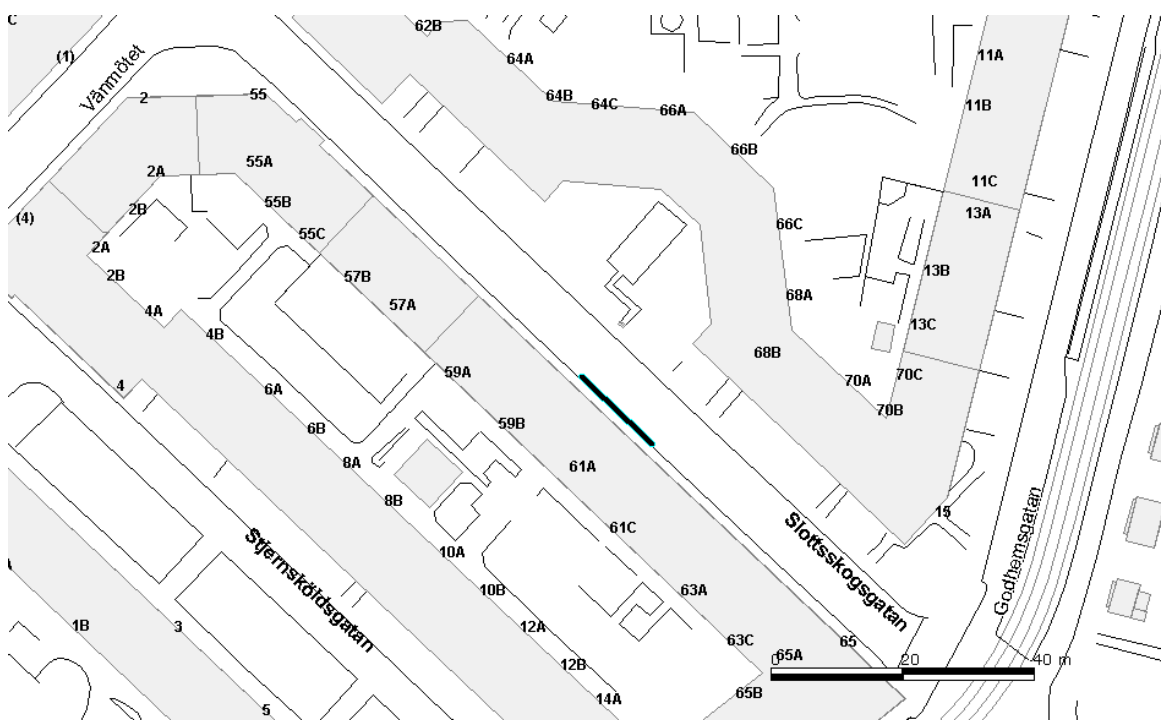 C
62B
(1)
64A
11A
Vänmötet
2
55
64B
64C
66A
11B
66B
55A
2A
11C
55B
2B
(4)
13A
66C
55C
2A
2B
57B
13B
68A
57A
4A
4B
13C
68B
59A
70C
70A
4
6A
70B
6B
59B
8A
61A
8B
15
Slottsskogsgatan
61C
Godhemsgatan
Stjernsköldsgatan
10A
10B
63A
1B
3
12A
63C
65
65A
0 20 40 m
12B
65B
14A
5